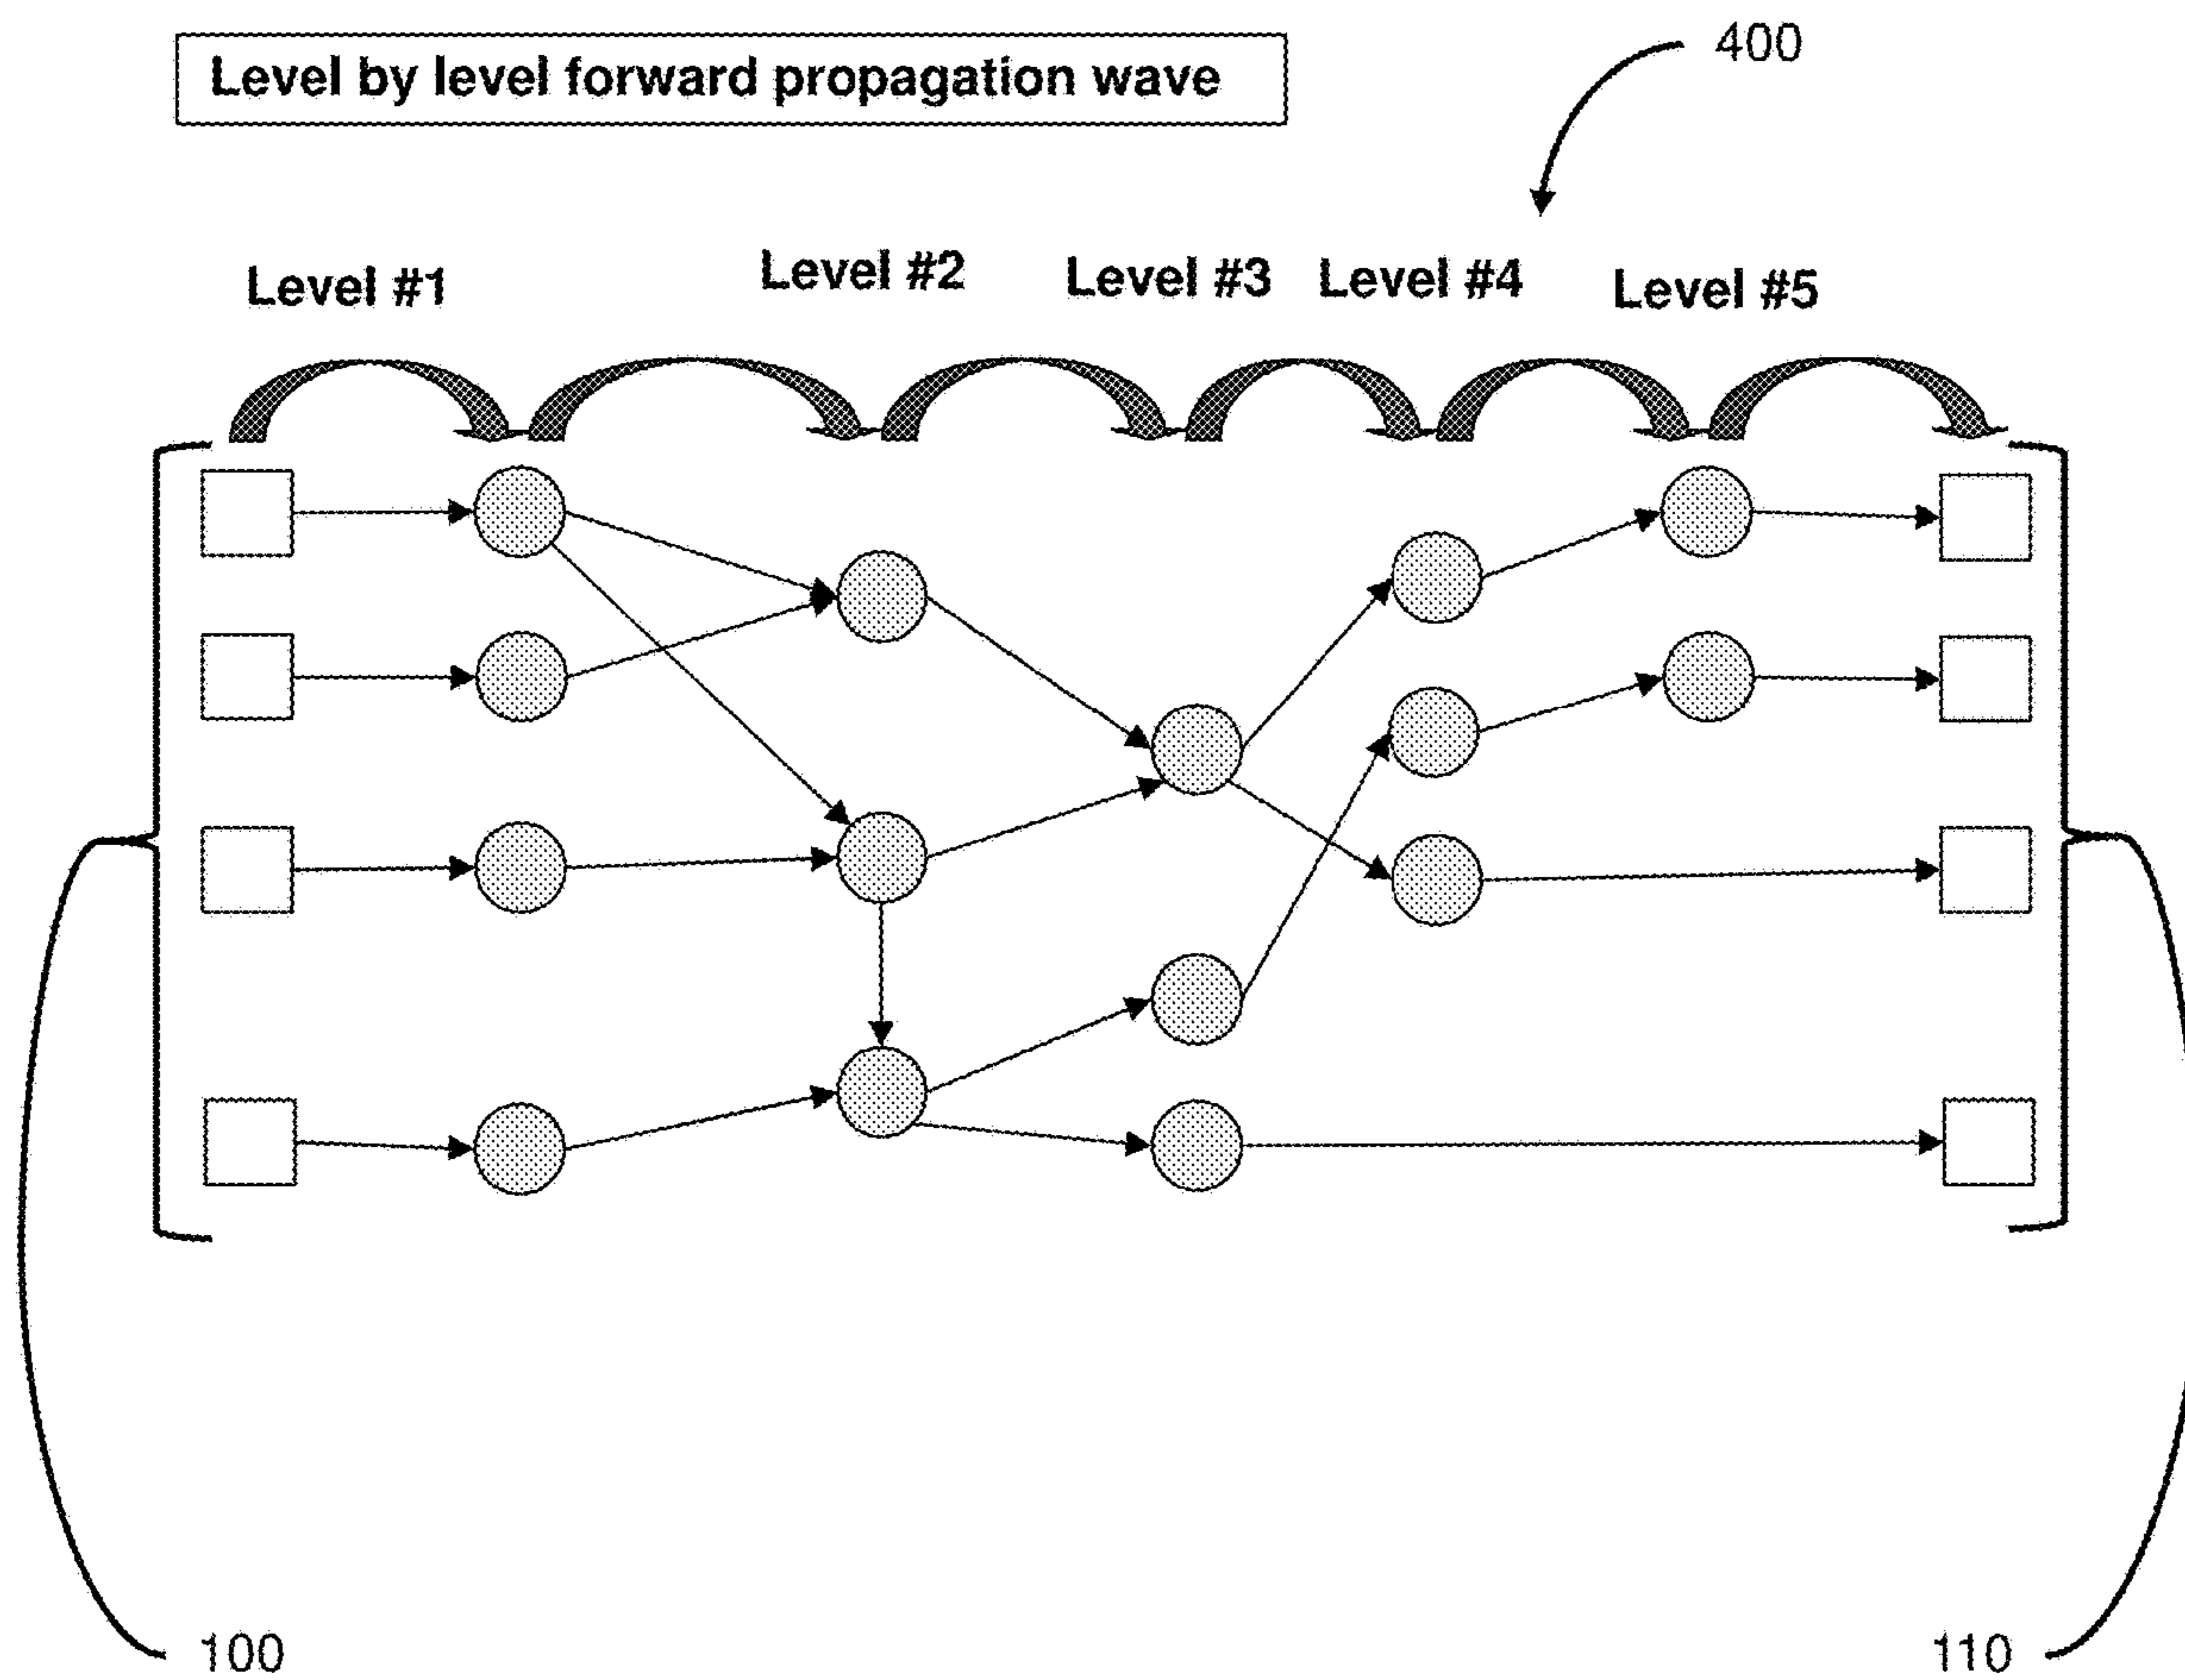 Level by level forward propagation wave
400
Level #1
Level #2
Level #3
Level #4
Level #5
100
110